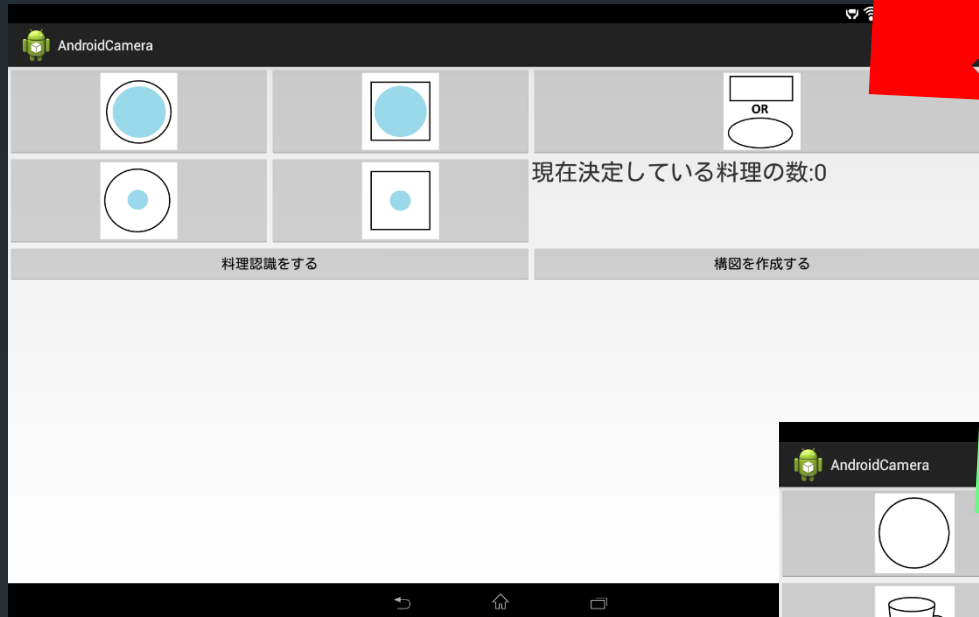 AndroidCamera
OR
現在決定している料理の数:0
料理認識をする
構図を作成する
AndroidCamera